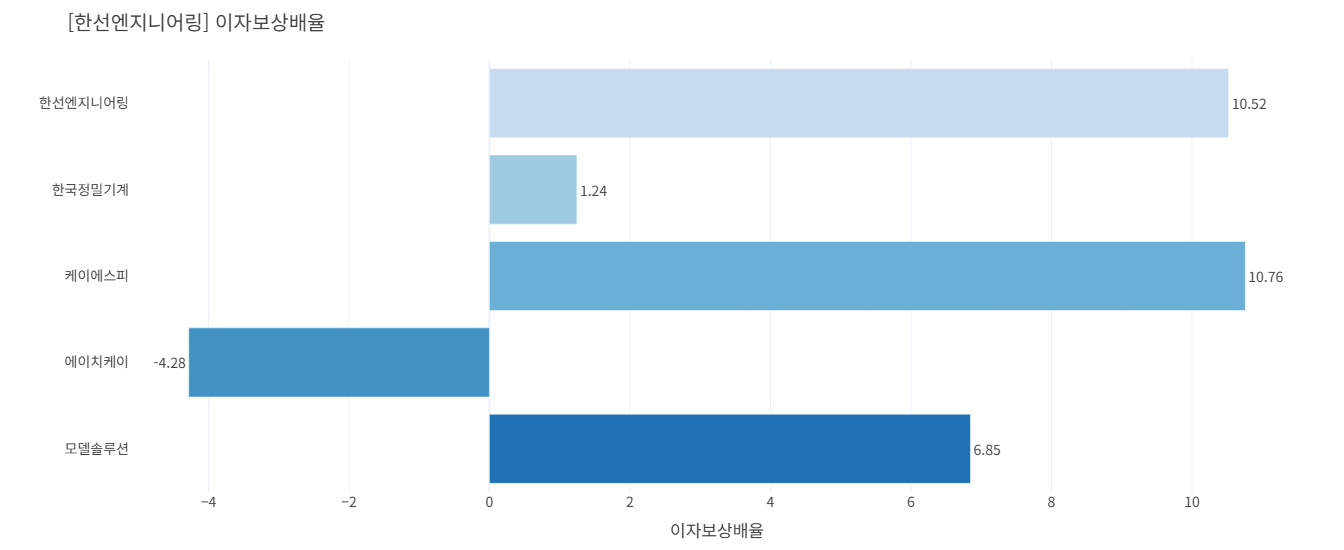 [한선엔지니어링] 이자보상배율
한선엔지니어링
10.52
한국정밀기계
1.24
케이에스피
10.76
에이치케이
-4.28
모델솔루션
6.85
−4 −2 0 2 4 6 8 10
이자보상배율